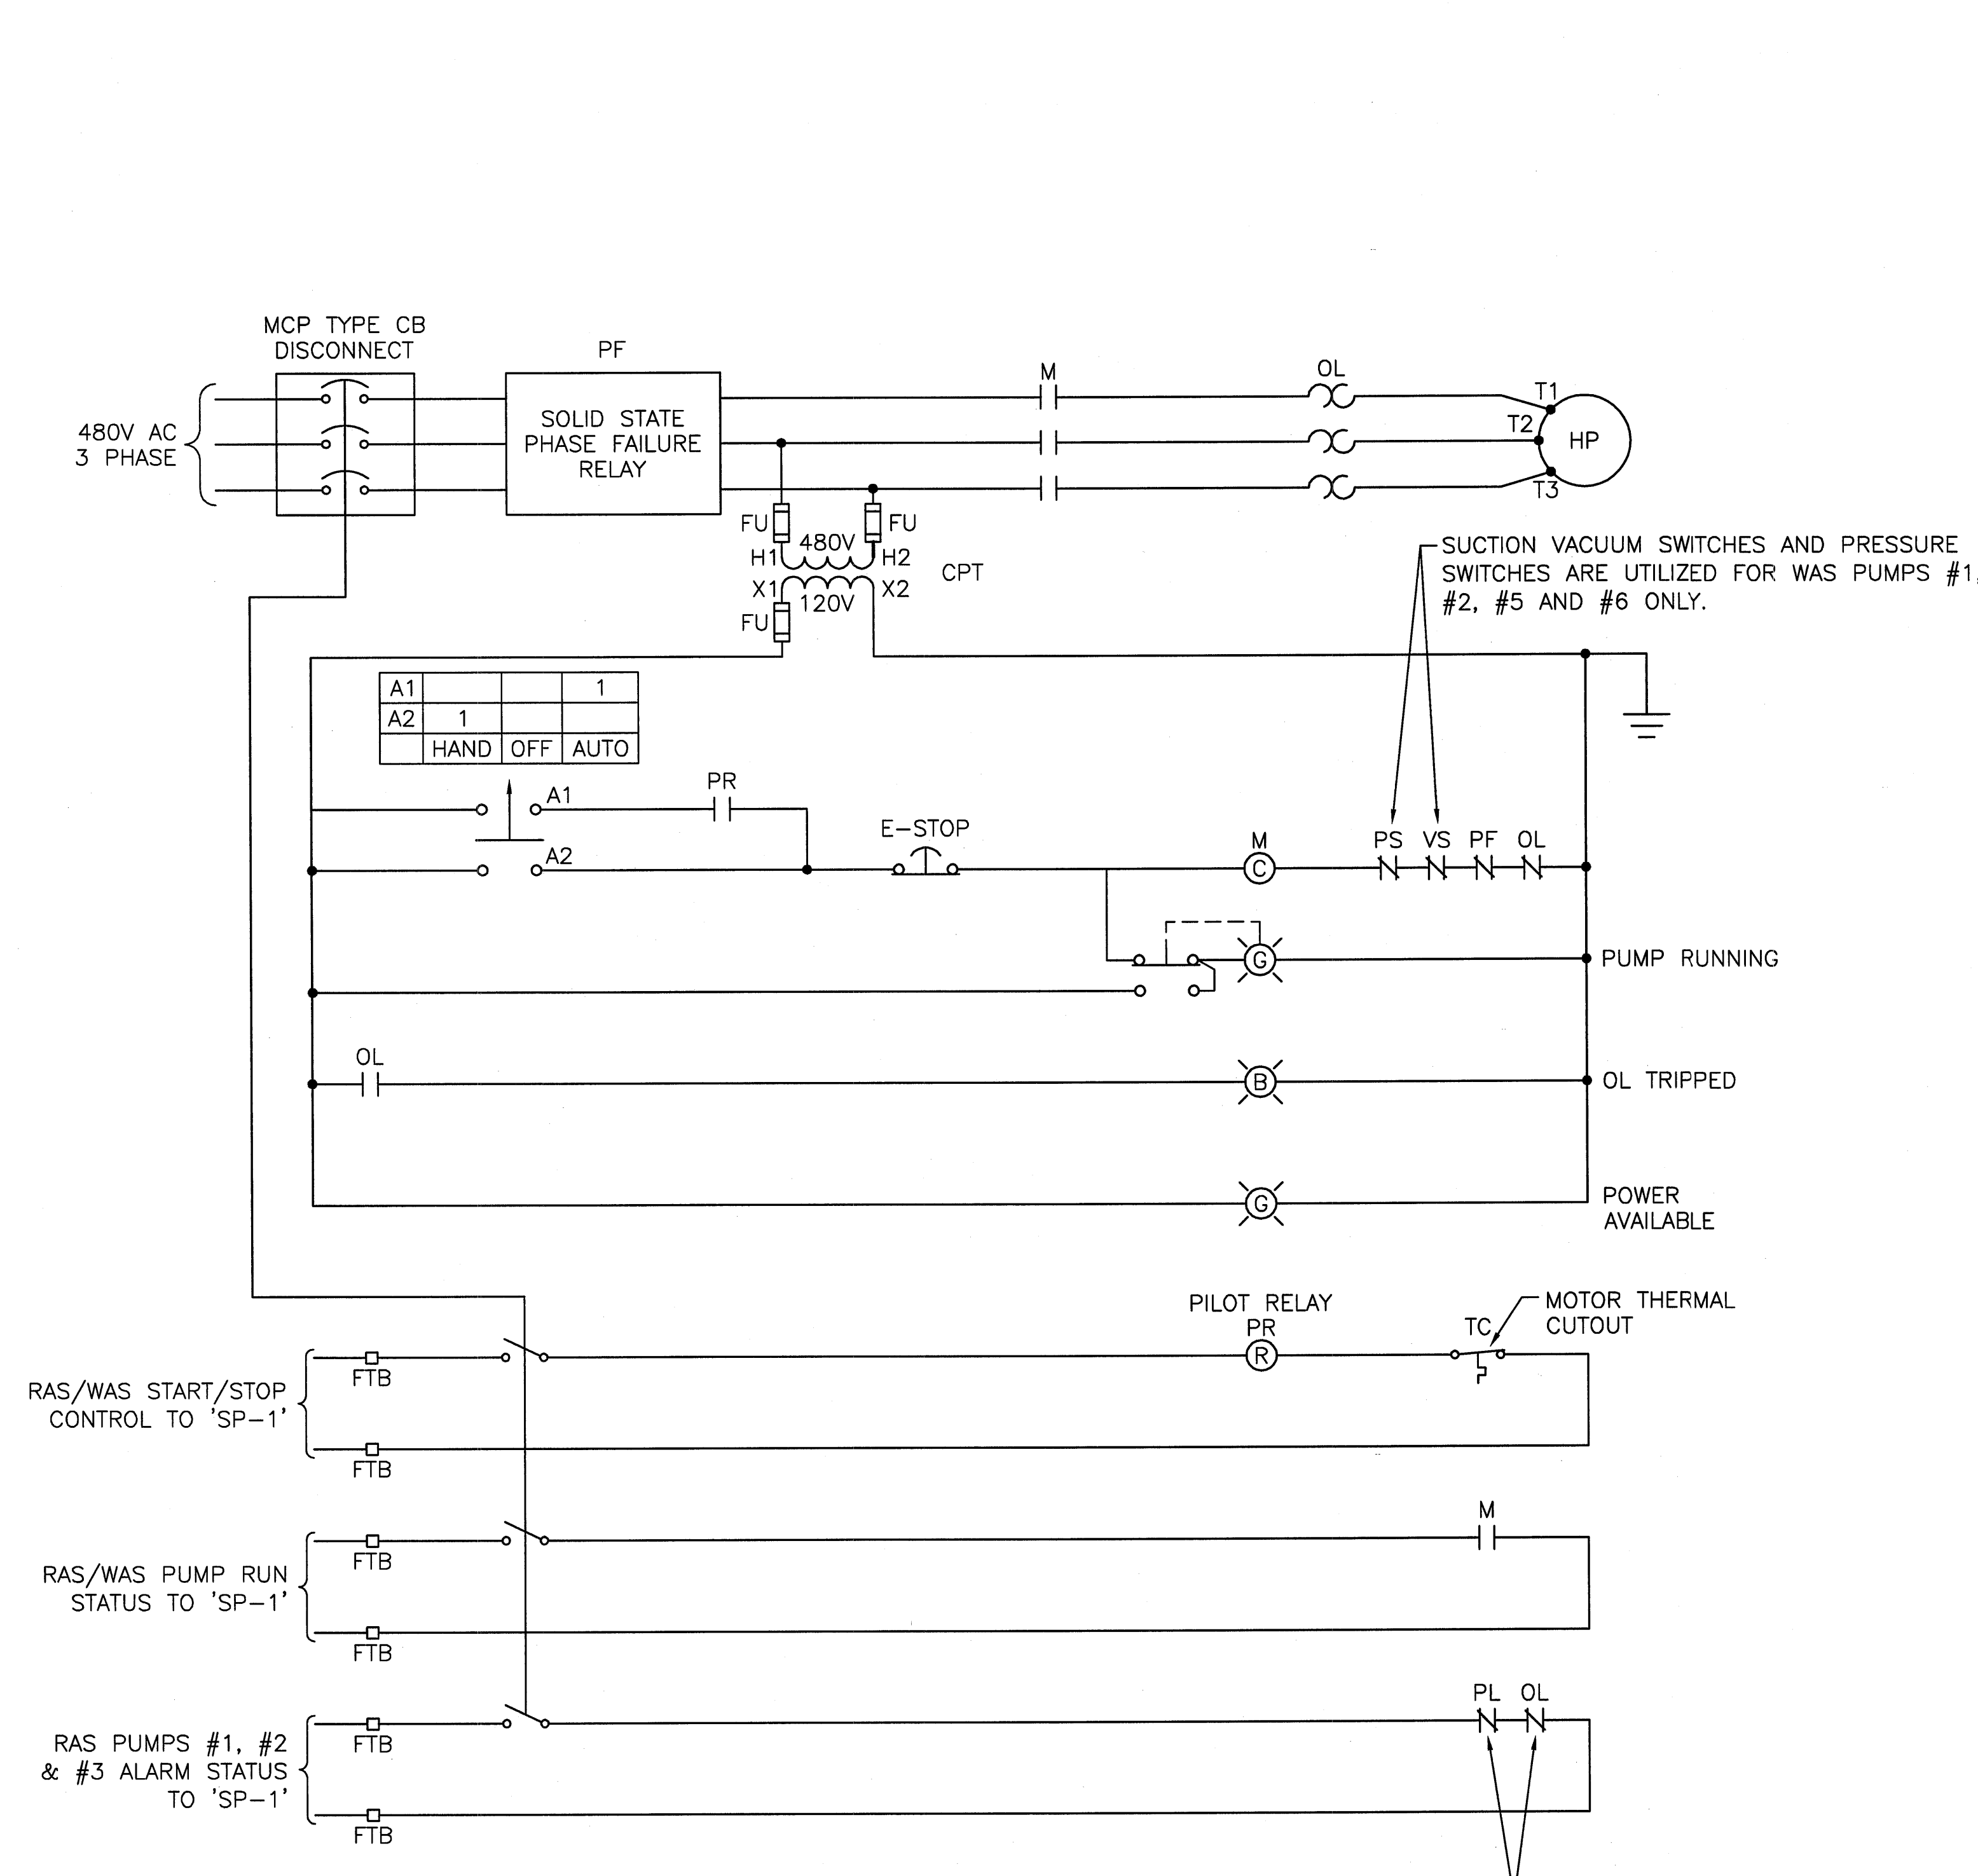 MCP TYPE CB
DISCONNECT
PF
M
OL
T1
T2
T3
HP
480V AC
3 PHASE
SOLID STATE
PHASE FAILURE
RELAY
FU
FU
H1
480V
H2
CPT
X1
120V
X2
FU
SUCTION VACUUM SWITCHES AND PRESSURE
SWITCHES ARE UTILIZED FOR WAS PUMPS #1,
#2, #5 AND #6 ONLY.
A1 1
A2 1
HAND OFF AUTO
A1
PR
A2
E-STOP
M
C
PS
VS
PF
OL
G
PUMP RUNNING
OL
B
OL TRIPPED
G
POWER
AVAILABLE
PILOT RELAY
PR
R
TC
MOTOR THERMAL
CUTOUT
RAS/WAS START/STOP
CONTROL TO 'SP-1'
FTB
FTB
M
RAS/WAS PUMP RUN
STATUS TO 'SP-1'
FTB
FTB
PL
OL
RAS PUMPS #1, #2
& #3 ALARM STATUS
TO 'SP-1'
FTB
FTB